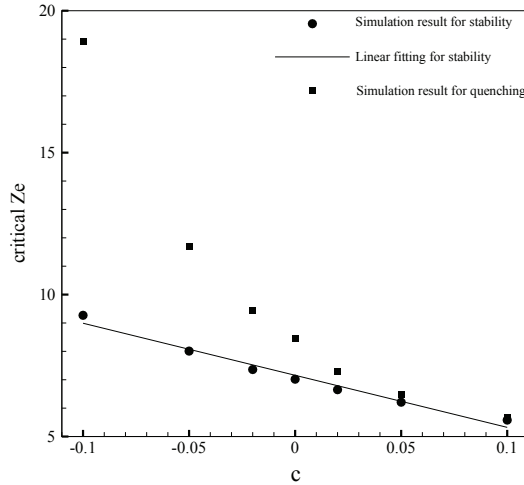 20
Simulation result for stability
Linear fitting for stability
Simulation result for quenching
15
critical Ze
10
5
-0.1
-0.05
0
0.05
0.1
c